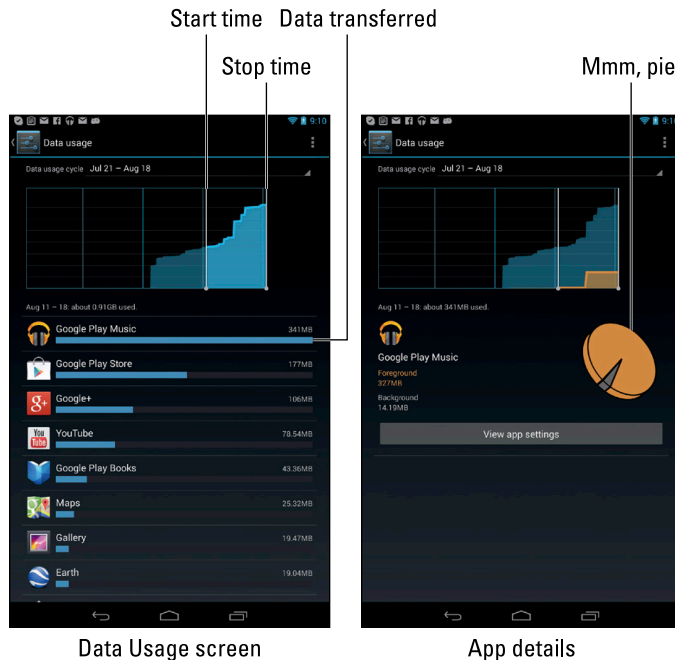 Start time Data transferred
Stop time
Mmm, pie
9:10
Data usage
Data usage cycle Jul 21 – Aug 18
Aug 11 – 18: about 0.91GB used.
Google Play Music 341MB
Google Play Store 177MB
g+ Google+ 106MB
You Tube YouTube 78.54MB
Google Play Books 43.36MB
g Maps 25.32MB
Gallery 19.47MB
Earth 19.04MB
Data Usage screen
9:10
Data usage
Data usage cycle Jul 21 – Aug 18
Aug 11 – 18: about 341MB used.
Google Play Music
Foreground
327MB
Background
14.19MB
View app settings
App details